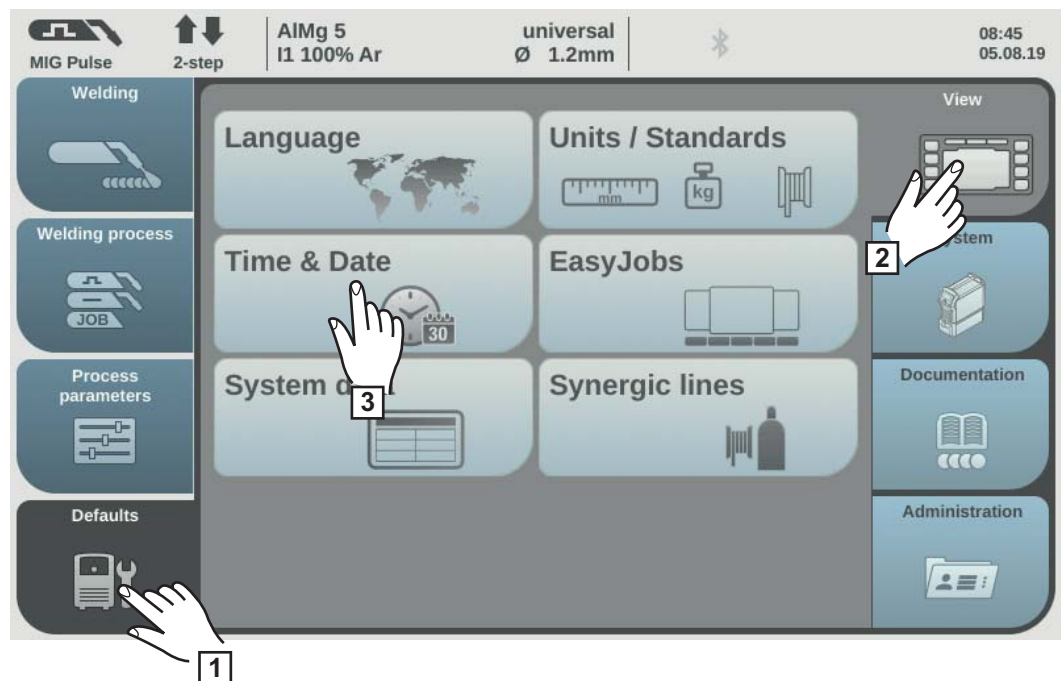 MIG Pulse
2-step
AlMg 5
I1 100% Ar
universal
Ø 1.2mm
08:45
05.08.19
Welding
Welding process
JOB
Process
parameters
Defaults
1
Language
Units / Standards
mm
kg
Time & Date
30
3
EasyJobs
System
Synergic lines
View
2
Documentation
Administration